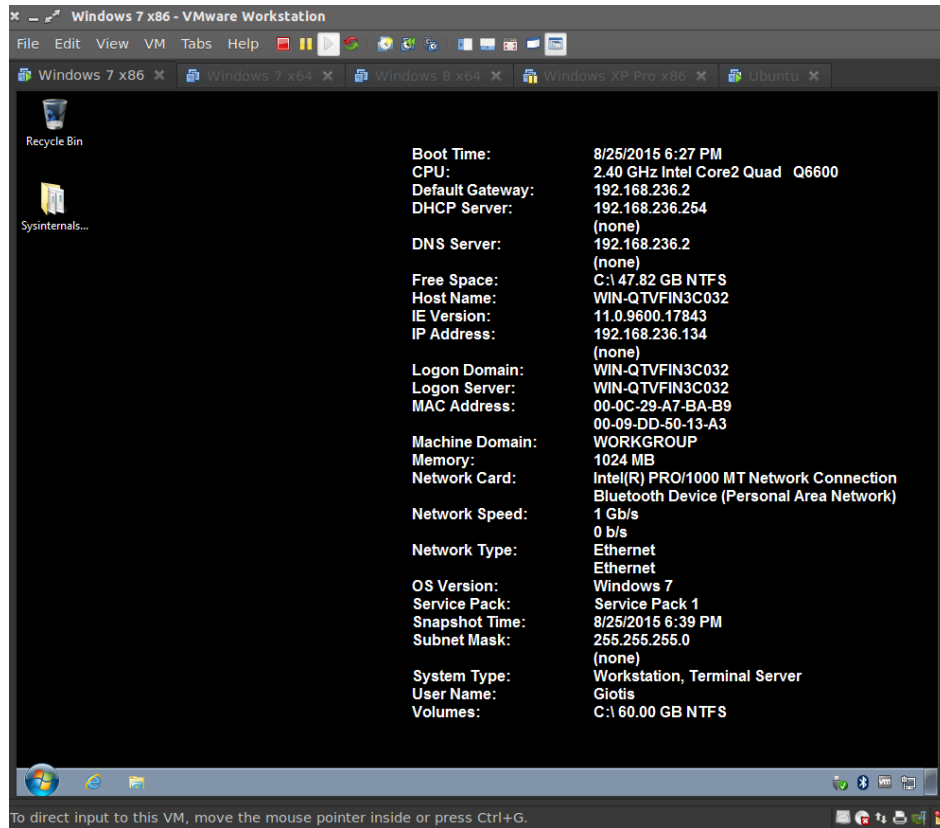 Windows 7 x86 - VMware Workstation
File Edit View VM Tabs Help
Windows 7 x86 Windows 7 x64 Windows 8 x64 Windows XP Pro x86 Ubuntu
Recycle Bin
Sysinternals...
Boot Time: 8/25/2015 6:27 PM
CPU: 2.40 GHz Intel Core2 Quad Q6600
Default Gateway: 192.168.236.2
DHCP Server: 192.168.236.254
(none)
DNS Server: 192.168.236.2
(none)
Free Space: C:\ 47.82 GB NTFS
Host Name: WIN-QTVFIN3C032
IE Version: 11.0.9600.17843
IP Address: 192.168.236.134
(none)
Logon Domain: WIN-QTVFIN3C032
Logon Server: WIN-QTVFIN3C032
MAC Address: 00-0C-29-A7-BA-B9
00-09-DD-50-13-A3
Machine Domain: WORKGROUP
Memory: 1024 MB
Network Card: Intel(R) PRO/1000 MT Network Connection
Bluetooth Device (Personal Area Network)
Network Speed: 1 Gb/s
0 b/s
Network Type: Ethernet
Ethernet
OS Version: Windows 7
Service Pack: Service Pack 1
Snapshot Time: 8/25/2015 6:39 PM
Subnet Mask: 255.255.255.0
(none)
System Type: Workstation, Terminal Server
User Name: Giotis
Volumes: C:\ 60.00 GB NTFS
To direct input to this VM, move the mouse pointer inside or press Ctrl+G.